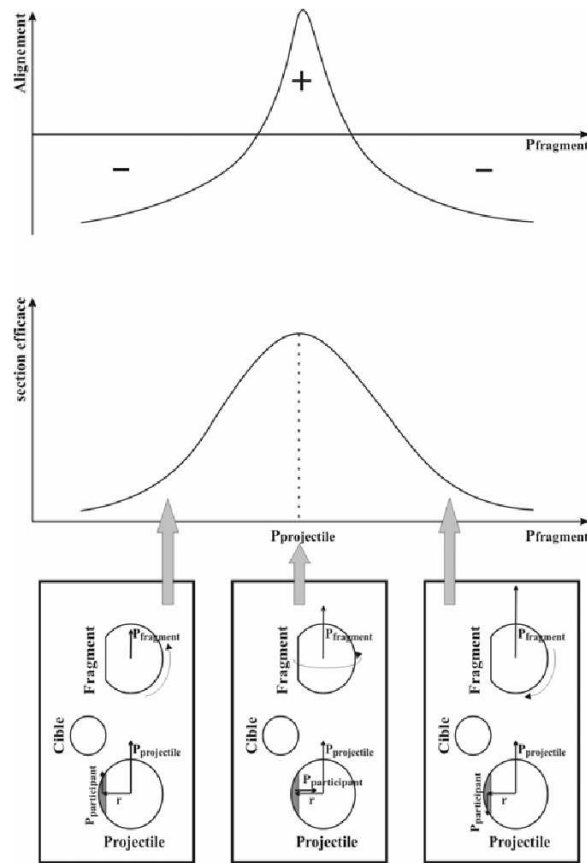 Alignement
+
Pfragment
−
−
section efficace
Pprojectile
Pfragment
Fragment
Pfragment
Cible
Pprojectile
Pparticipant
r
Projectile
Fragment
Pfragment
Cible
Pprojectile
Pparticipant
r
Projectile
Fragment
Pfragment
Cible
Pprojectile
Pparticipant
r
Projectile